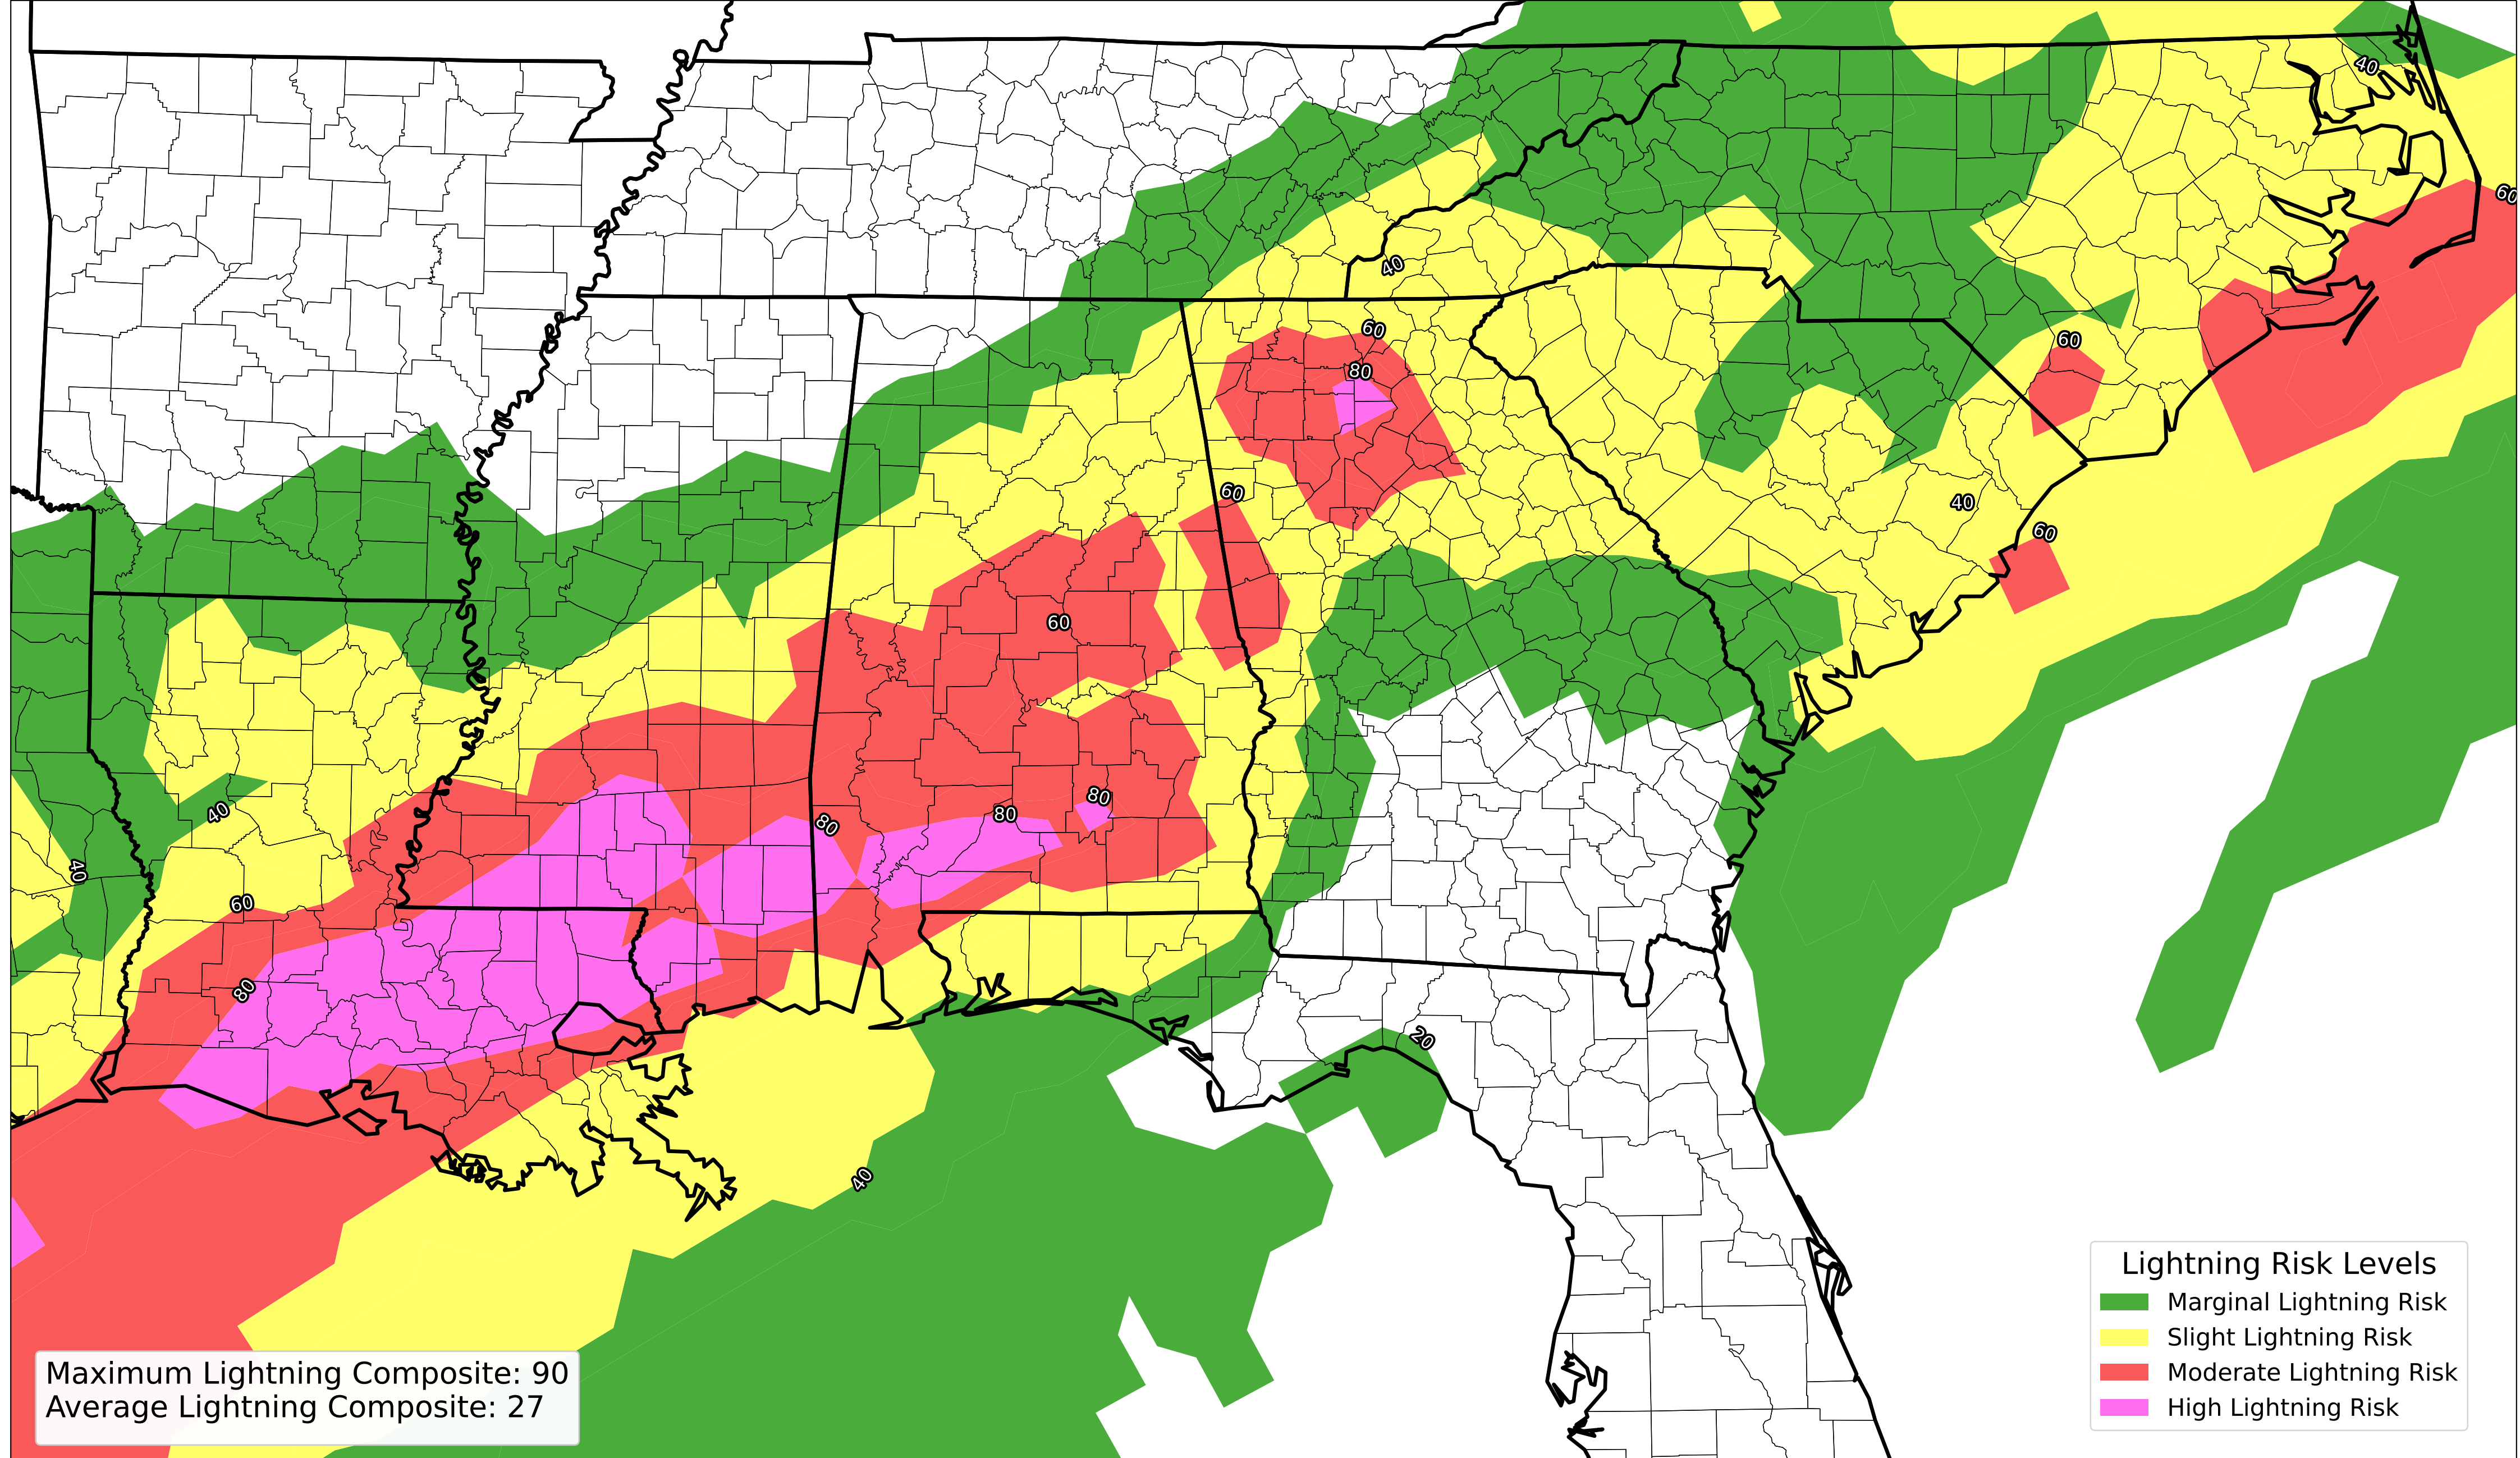 40
60
40
60
80
60
60
40
60
60
80
80
80
40
40
60
80
20
40
Lightning Risk Levels
Marginal Lightning Risk
Slight Lightning Risk
Moderate Lightning Risk
High Lightning Risk
Maximum Lightning Composite: 90
Average Lightning Composite: 27